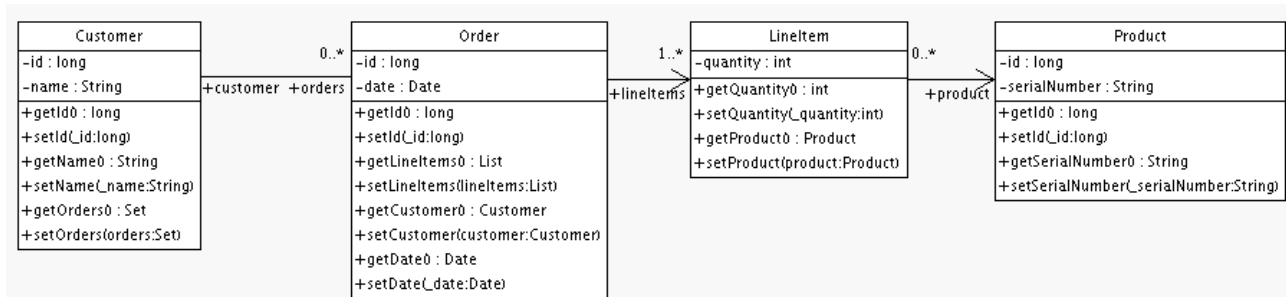 Customer
-id : long
-name : String
+getId() : long
+setId(_id:long)
+getName() : String
+setName(_name:String)
+getOrders() : Set
+setOrders(orders:Set)
0..*
+customer +orders
Order
-id : long
-date : Date
+getId() : long
+setId(_id:long)
+getLineItems() : List
+setLineItems(lineItems:List)
+getCustomer() : Customer
+setCustomer(customer:Customer)
+getDate() : Date
+setDate(_date:Date)
1..*
+lineItems
LineItem
-quantity : int
+getQuantity() : int
+setQuantity(_quantity:int)
+getProduct() : Product
+setProduct(product:Product)
0..*
+product
Product
-id : long
-serialNumber : String
+getId() : long
+setId(_id:long)
+getSerialNumber() : String
+setSerialNumber(_serialNumber:String)